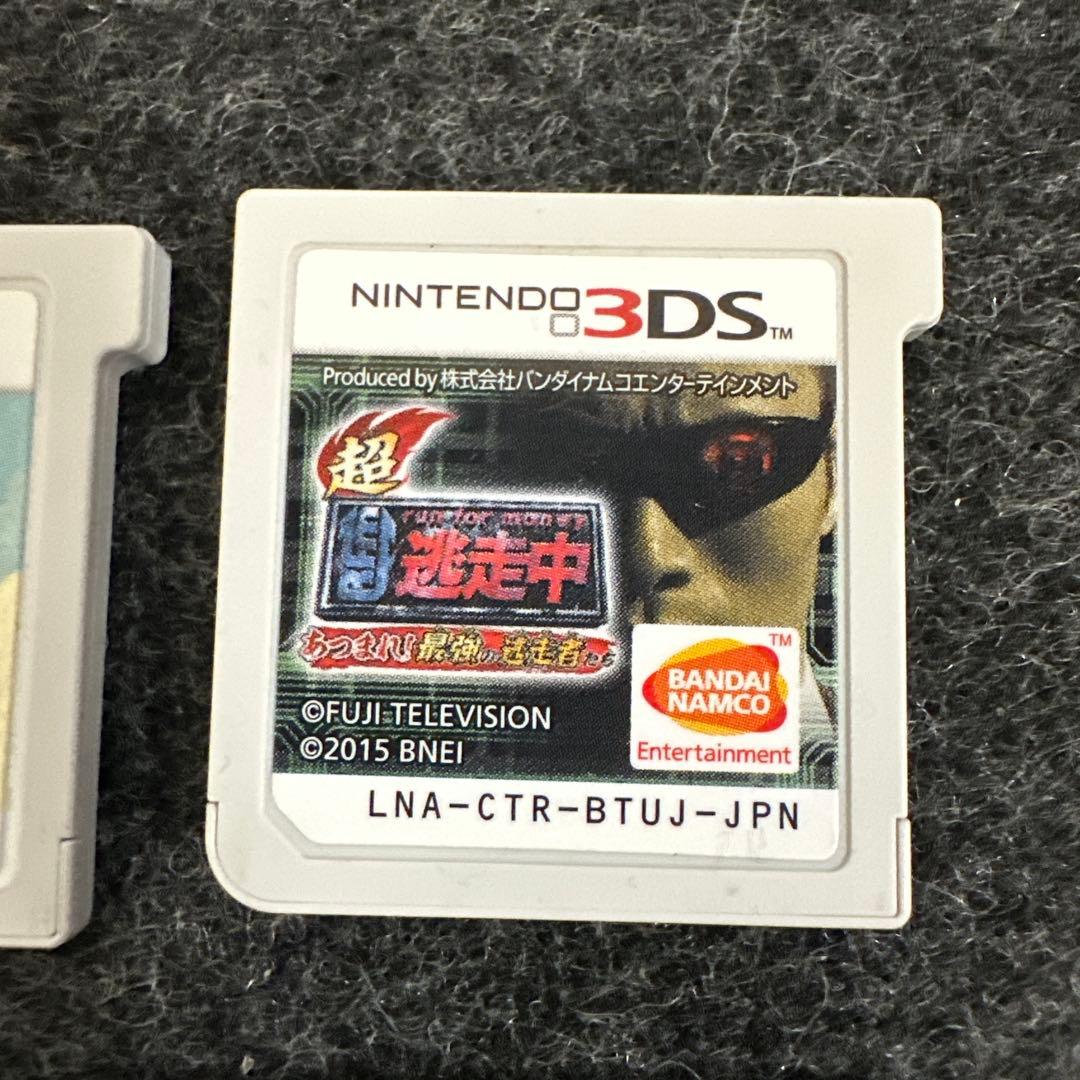 NINTENDO 3DS TM
Produced by 株式会社バンダイナムコエンターテインメント
超
run for money
逃走中
あつまれ!最強の逃走者たち
©FUJI TELEVISION
©2015 BNEI
TM
BANDAI
NAMCO
Entertainment
LNA-CTR-BTUJ-JPN